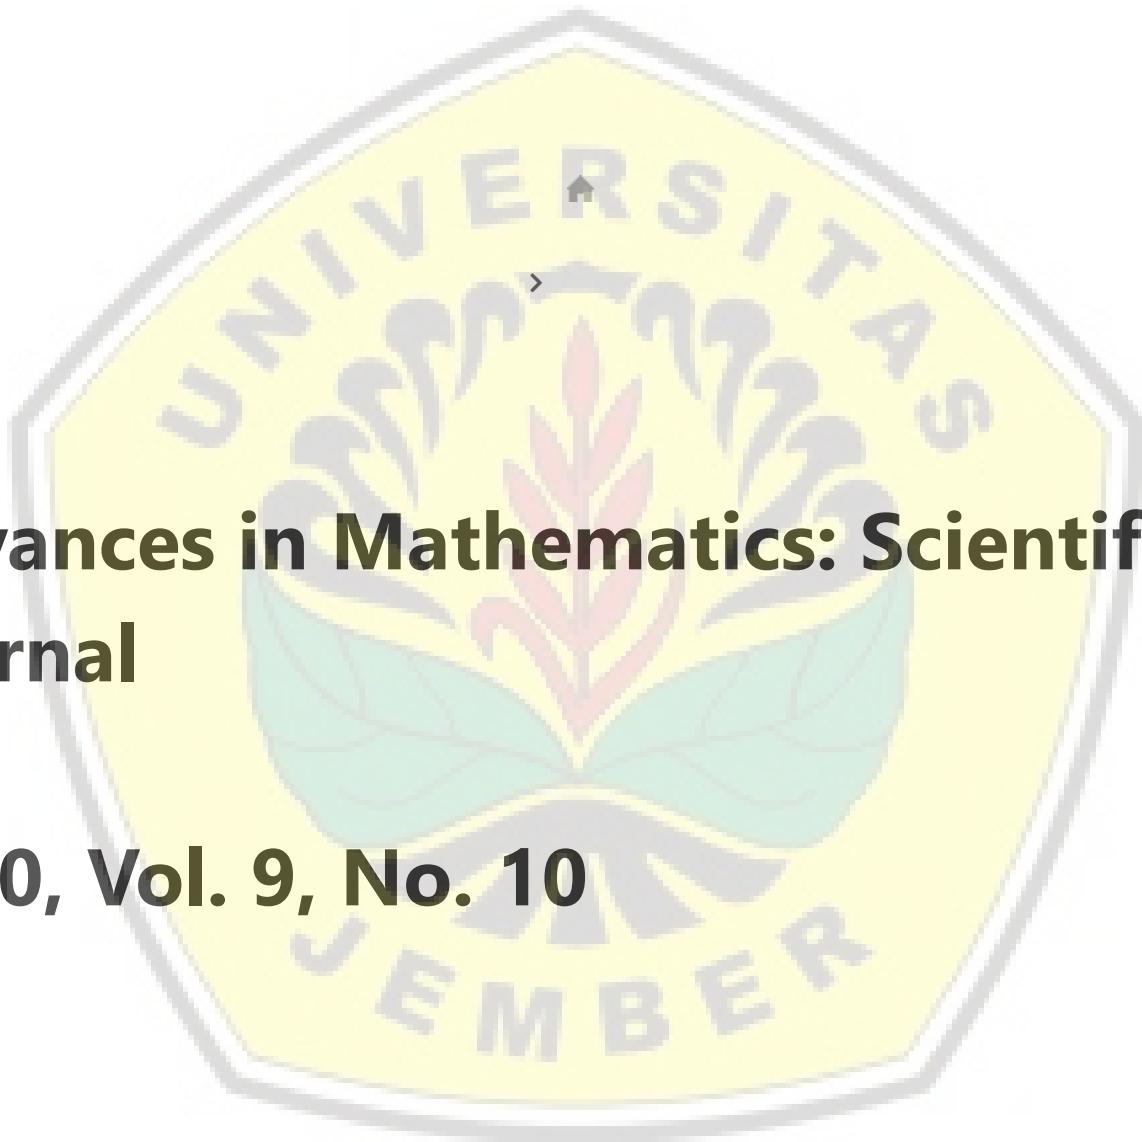 UNIVERSITAS
›
vances in Mathematics: Scientif
rnal
0, Vol. 9, No. 10
JEMBER